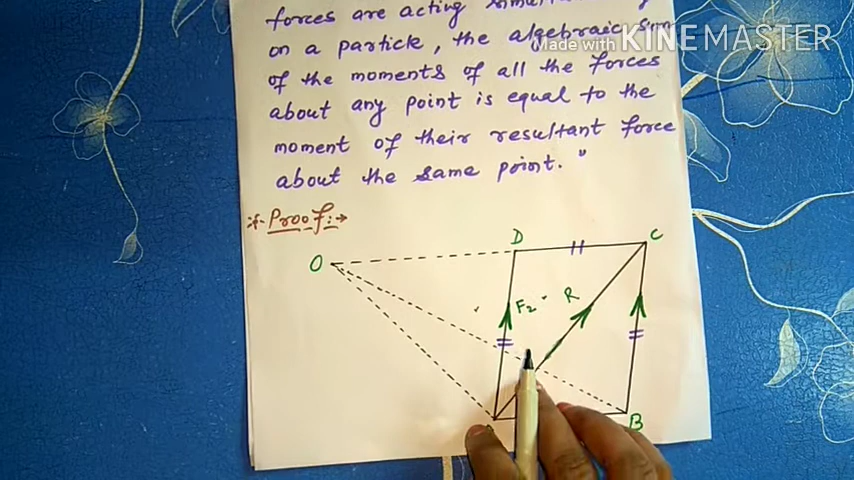 forces are acting
on a particle, the algebraic sum
Made with KINEMASTER
of the moments of all the forces
about any point is equal to the
moment of their resultant force
about the same point."
Proof:→
O
D
C
F2
R
B